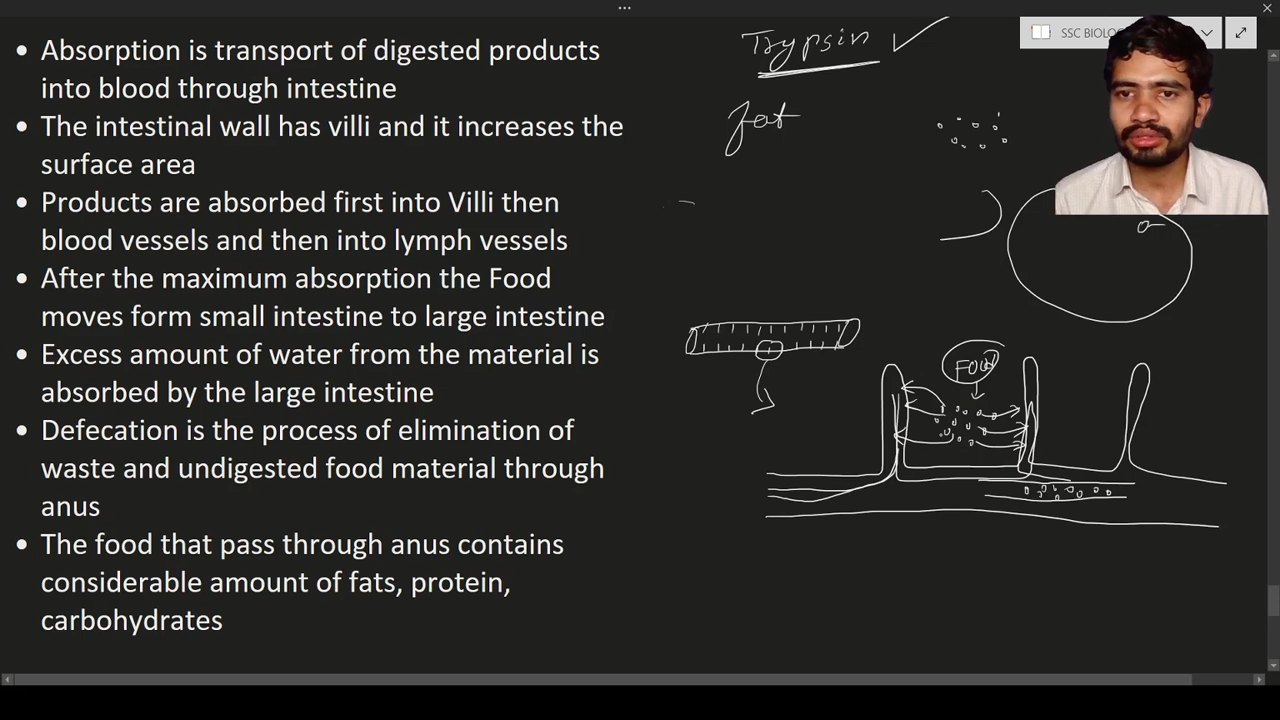 • Absorption is transport of digested products
into blood through intestine
• The intestinal wall has villi and it increases the
surface area
• Products are absorbed first into Villi then
blood vessels and then into lymph vessels
• After the maximum absorption the Food
moves form small intestine to large intestine
• Excess amount of water from the material is
absorbed by the large intestine
• Defecation is the process of elimination of
waste and undigested food material through
anus
• The food that pass through anus contains
considerable amount of fats, protein,
carbohydrates
Trypsin
fat
Food
SSC BIOLO